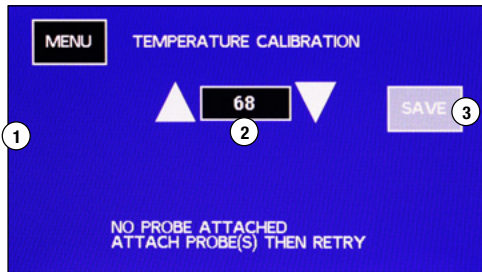 MENU
TEMPERATURE CALIBRATION
68
SAVE
1
2
3
NO PROBE ATTACHED
ATTACH PROBE(S) THEN RETRY